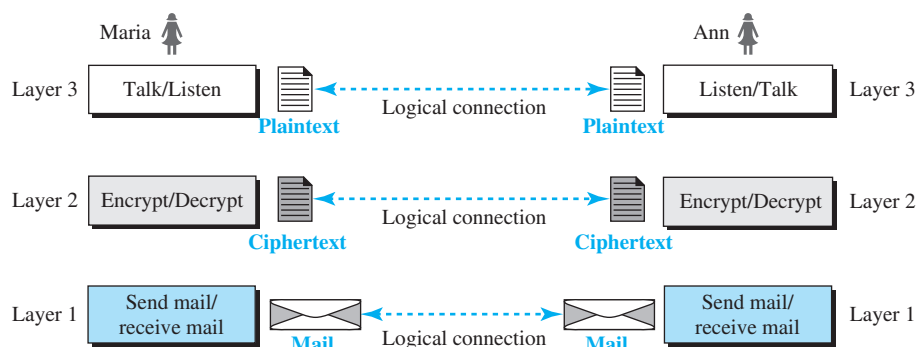 Maria
Ann
Layer 3
Talk/Listen
Logical connection
Listen/Talk
Layer 3
Plaintext
Plaintext
Layer 2
Encrypt/Decrypt
Logical connection
Encrypt/Decrypt
Layer 2
Ciphertext
Ciphertext
Layer 1
Send mail/
receive mail
Logical connection
Send mail/
receive mail
Layer 1
Mail
Mail